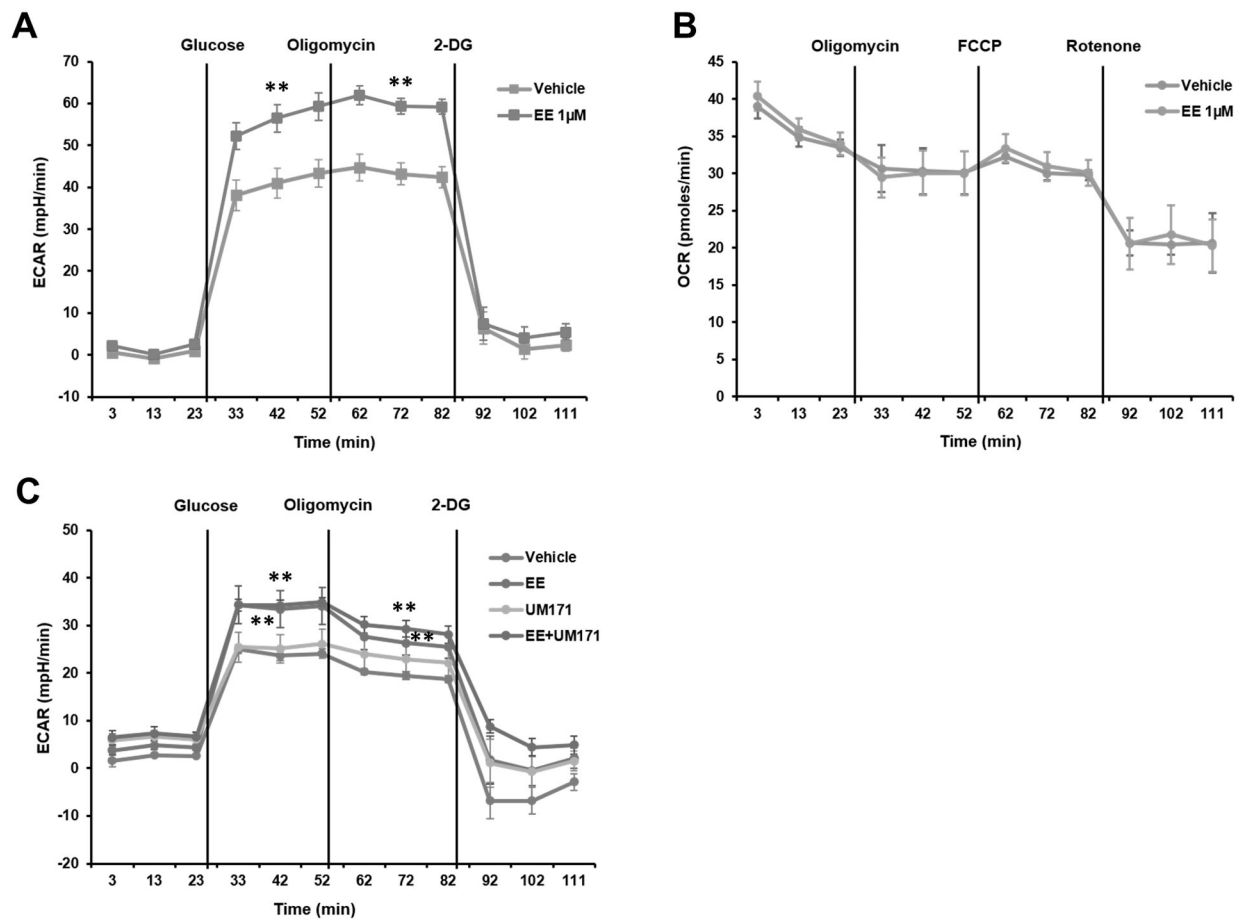 A
Glucose Oligomycin 2-DG
70
60
50
40
30
20
10
0
-10
** **
Vehicle
EE 1µM
ECAR (mpH/min)
3 13 23 33 42 52 62 72 82 92 102 111
Time (min)
B
Oligomycin FCCP Rotenone
45
40
35
30
25
20
15
10
5
0
Vehicle
EE 1µM
OCR (pmoles/min)
3 13 23 33 42 52 62 72 82 92 102 111
Time (min)
C
Glucose Oligomycin 2-DG
50
40
30
20
10
0
-10
-20
**
**
**
**
Vehicle
EE
UM171
EE+UM171
ECAR (mpH/min)
3 13 23 33 42 52 62 72 82 92 102 111
Time (min)